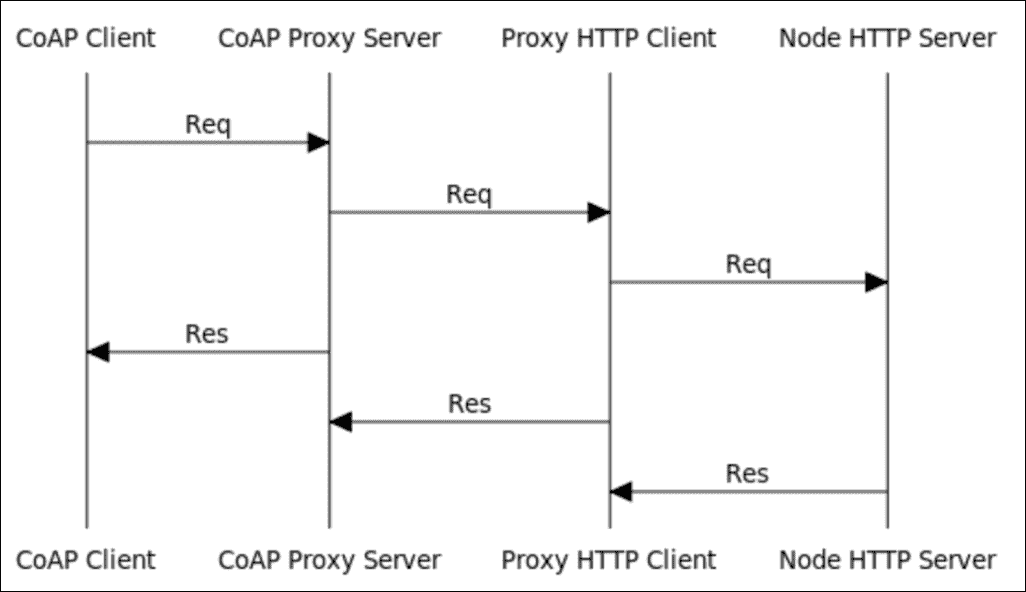 CoAP Client CoAP Proxy Server Proxy HTTP Client Node HTTP Server
Req
Req
Req
Res
Res
Res
CoAP Client CoAP Proxy Server Proxy HTTP Client Node HTTP Server